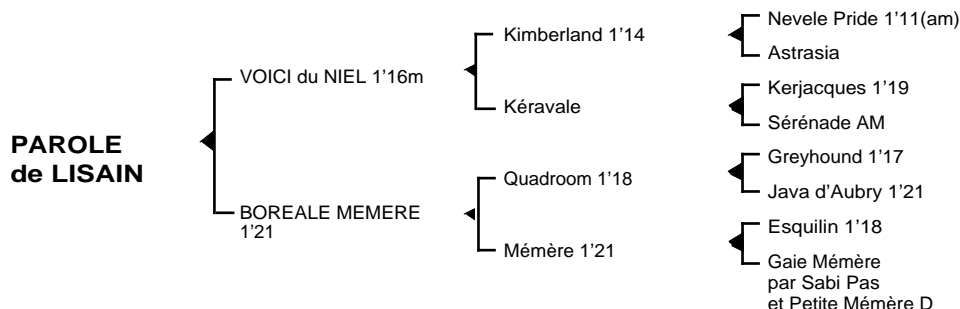 PAROLE
de LISAIN
VOICI du NIEL 1’16m
BOREALE MEMERE
1’21
Kimberland 1’14
Kéravale
Quadroom 1’18
Mémère 1’21
Nevele Pride 1’11(am)
Astrasia
Kerjacques 1’19
Sérénade AM
Greyhound 1’17
Java d’Aubry 1’21
Esquilin 1’18
Gaie Mémère
par Sabi Pas
et Petite Mémère D